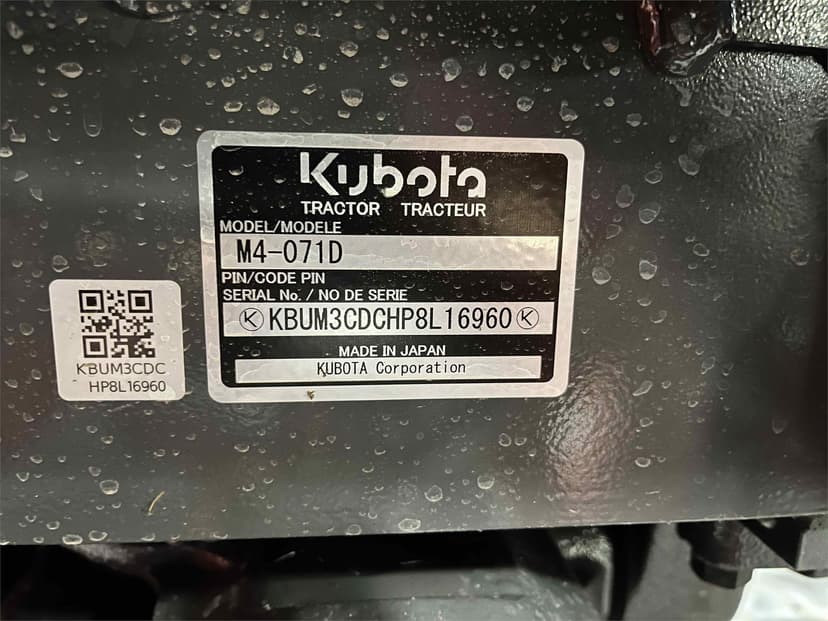 Kubota
TRACTOR TRACTEUR
MODEL/MODELE
M4-071D
PIN/CODE PIN
SERIAL No. / NO DE SERIE
KBUM3CDCHP8L16960
MADE IN JAPAN
KUBOTA Corporation
KBUM3CDC
HP8L16960